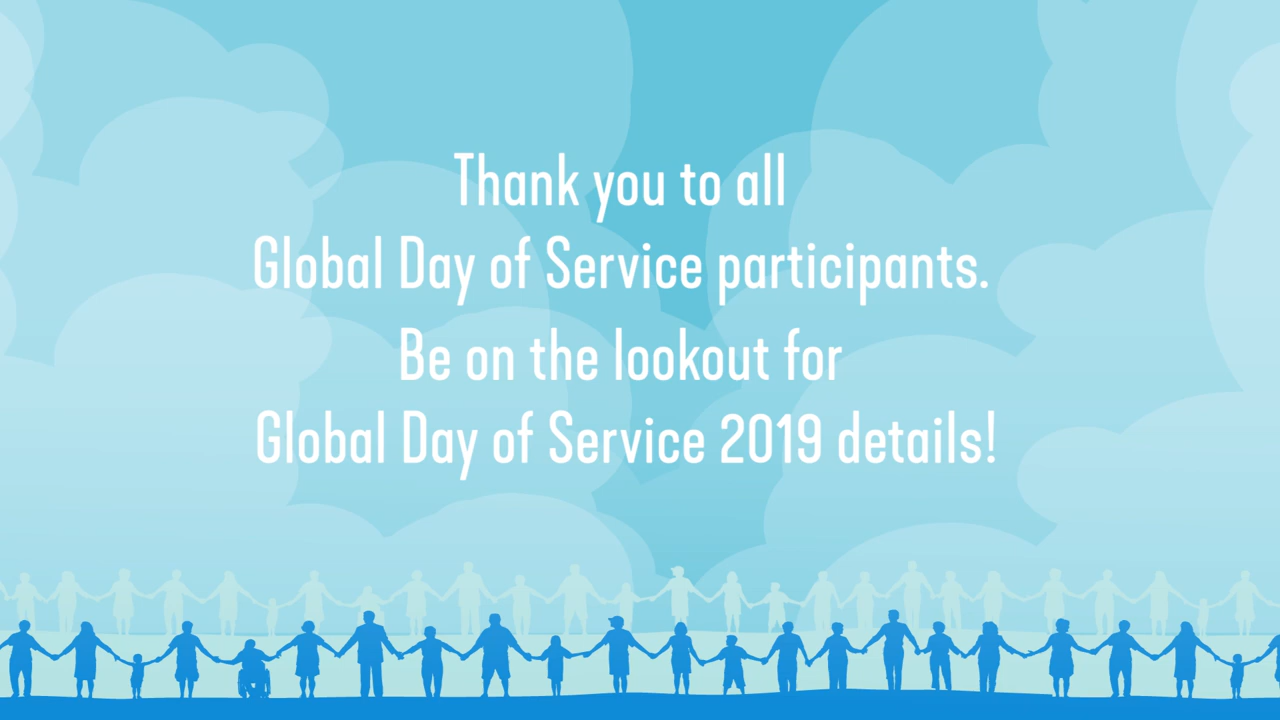 Thank you to all
Global Day of Service participants.
Be on the lookout for
Global Day of Service 2019 details!